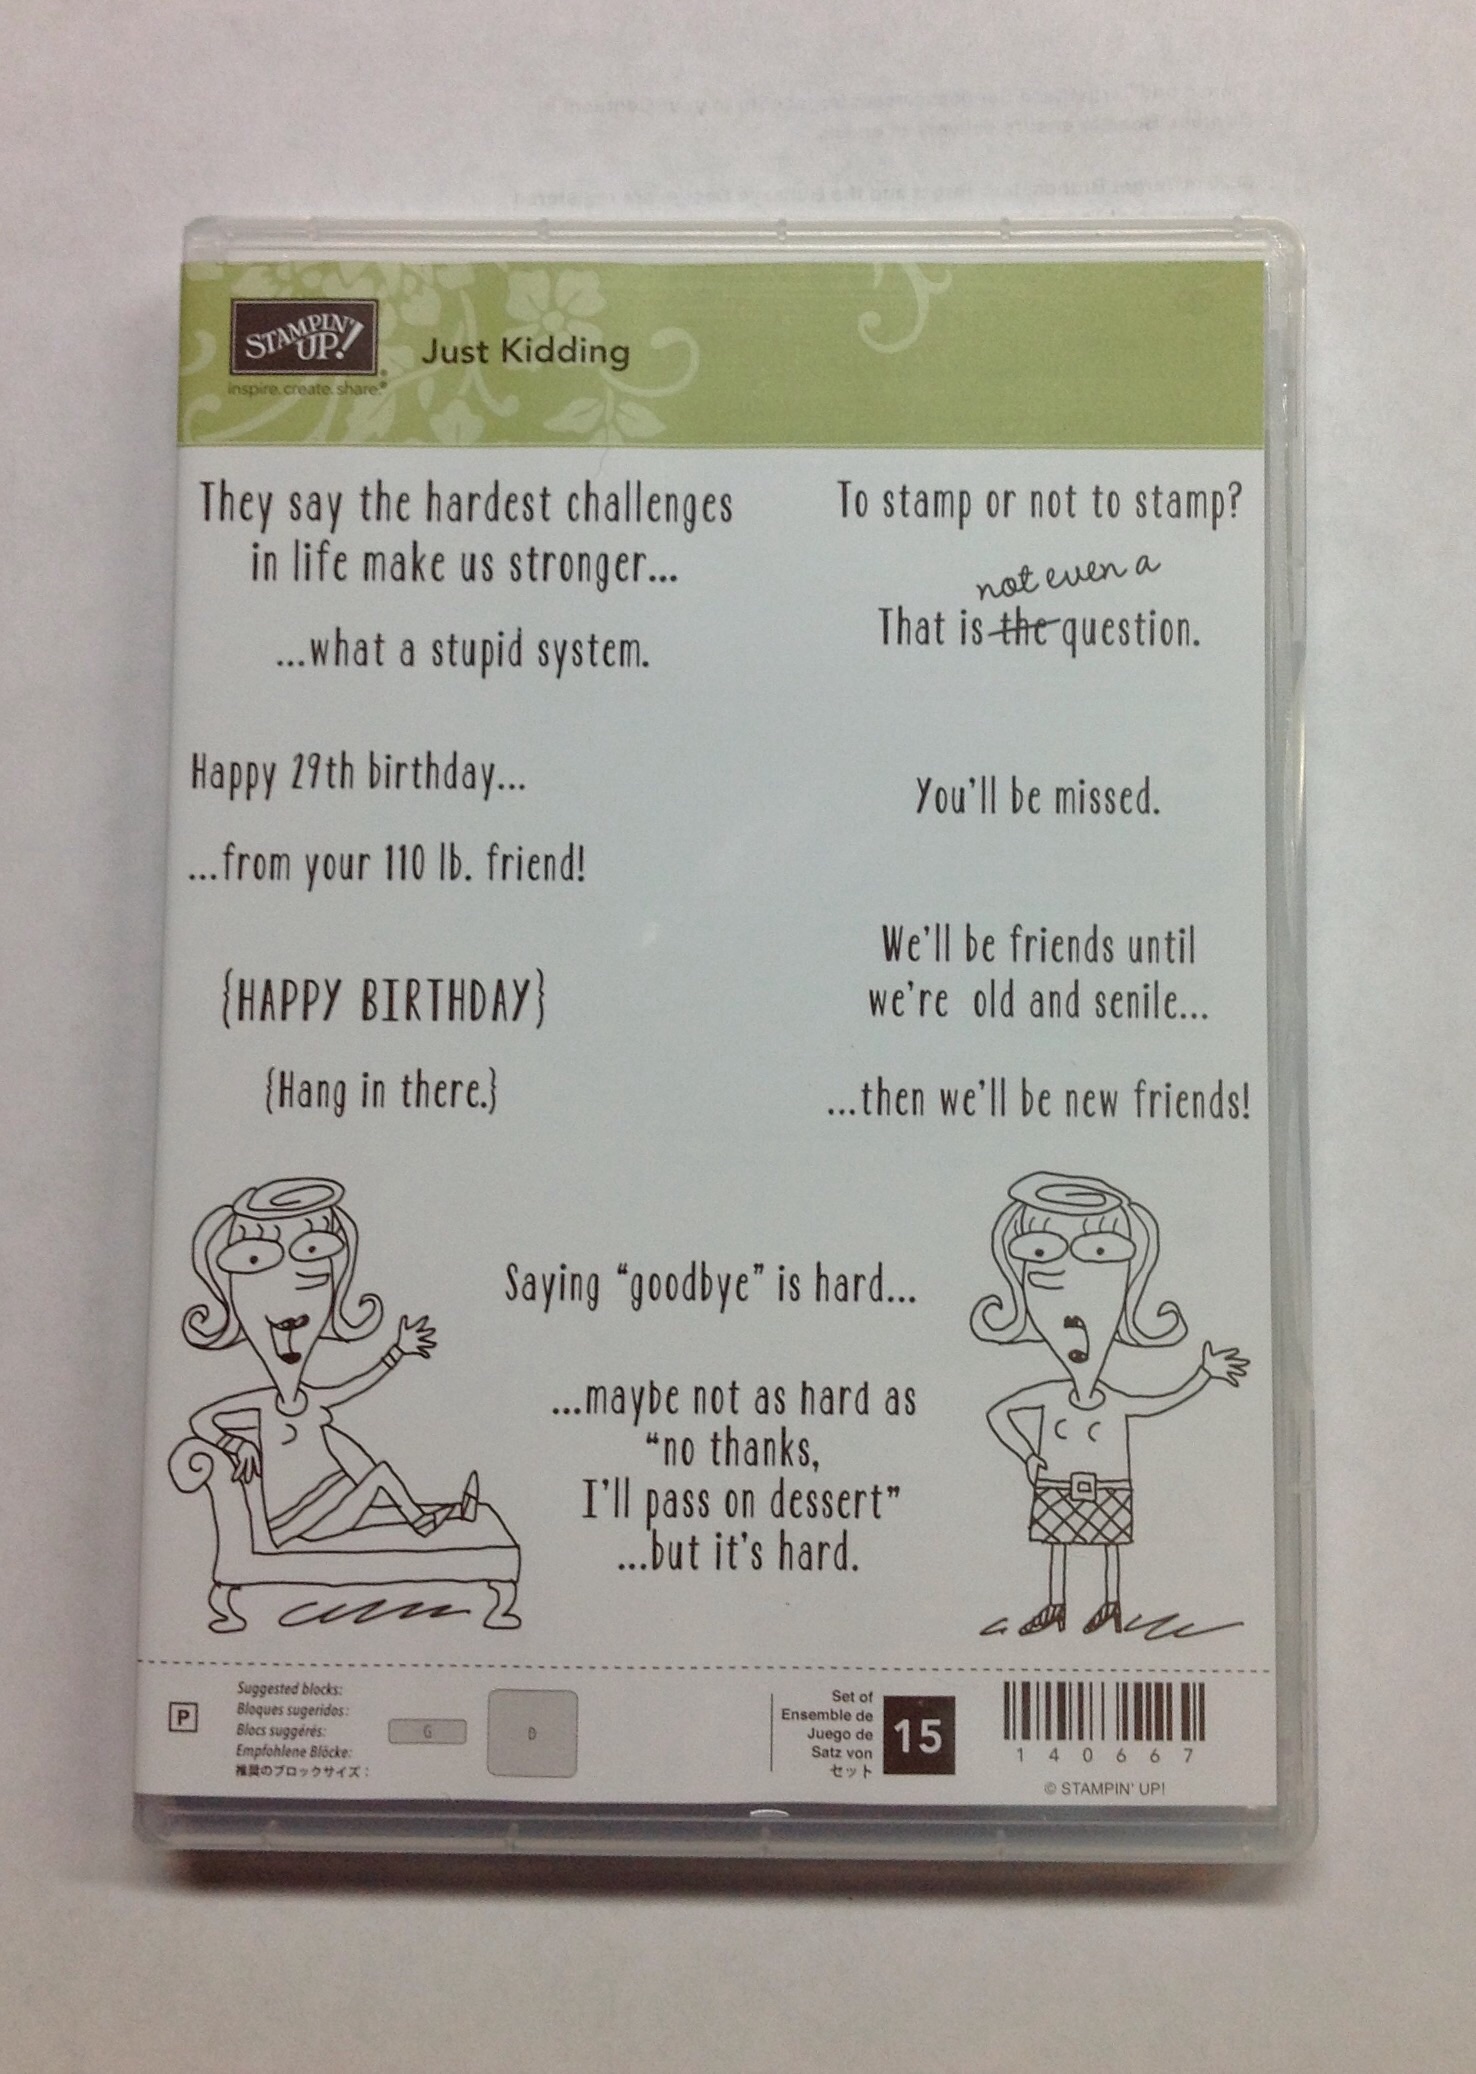 STAMPIN' UP!
inspire. create. share.®
Just Kidding
They say the hardest challenges
in life make us stronger...
...what a stupid system.
To stamp or not to stamp?
not even a
That is the question.
Happy 29th birthday...
...from your 110 lb. friend!
You'll be missed.
{HAPPY BIRTHDAY}
{Hang in there.}
We'll be friends until
we're old and senile...
...then we'll be new friends!
Saying “goodbye” is hard...
...maybe not as hard as
“no thanks,
I'll pass on dessert”
...but it's hard.
P
Suggested blocks:
Bloques sugeridos:
Blocs suggérés:
Empfohlene Blöcke:
推奨のブロックサイズ:
G
D
Set of
Ensemble de
Juego de
Satz von
セット
15
140667
© STAMPIN' UP!